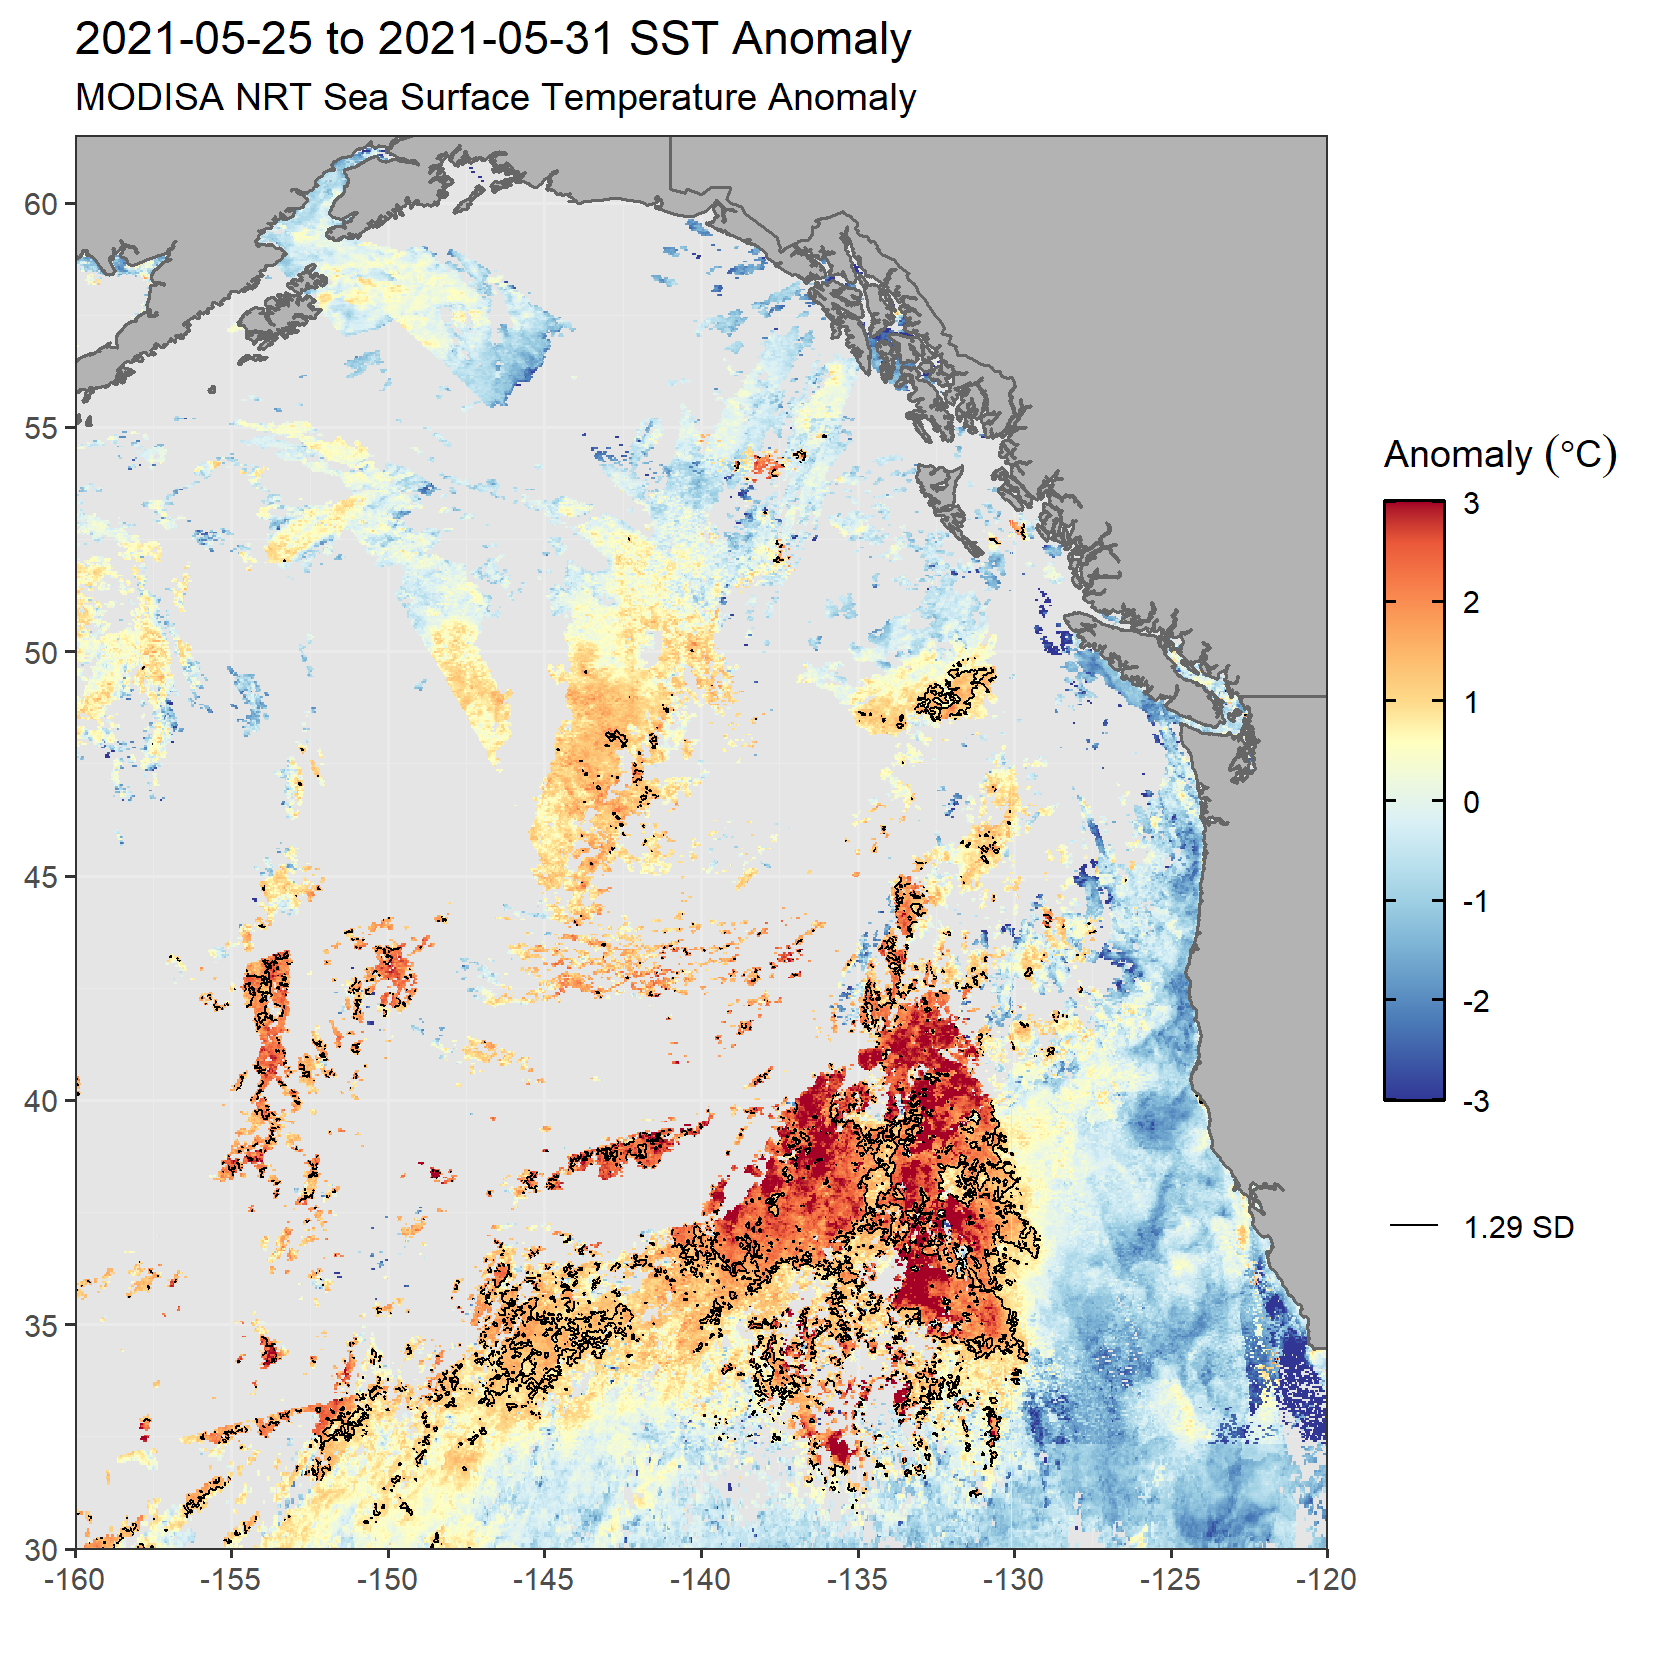 2021-05-25 to 2021-05-31 SST Anomaly
MODISA NRT Sea Surface Temperature Anomaly
60
55
50
45
40
35
30
-160 -155 -150 -145 -140 -135 -130 -125 -120
Anomaly (°C)
3
2
1
0
-1
-2
-3
1.29 SD